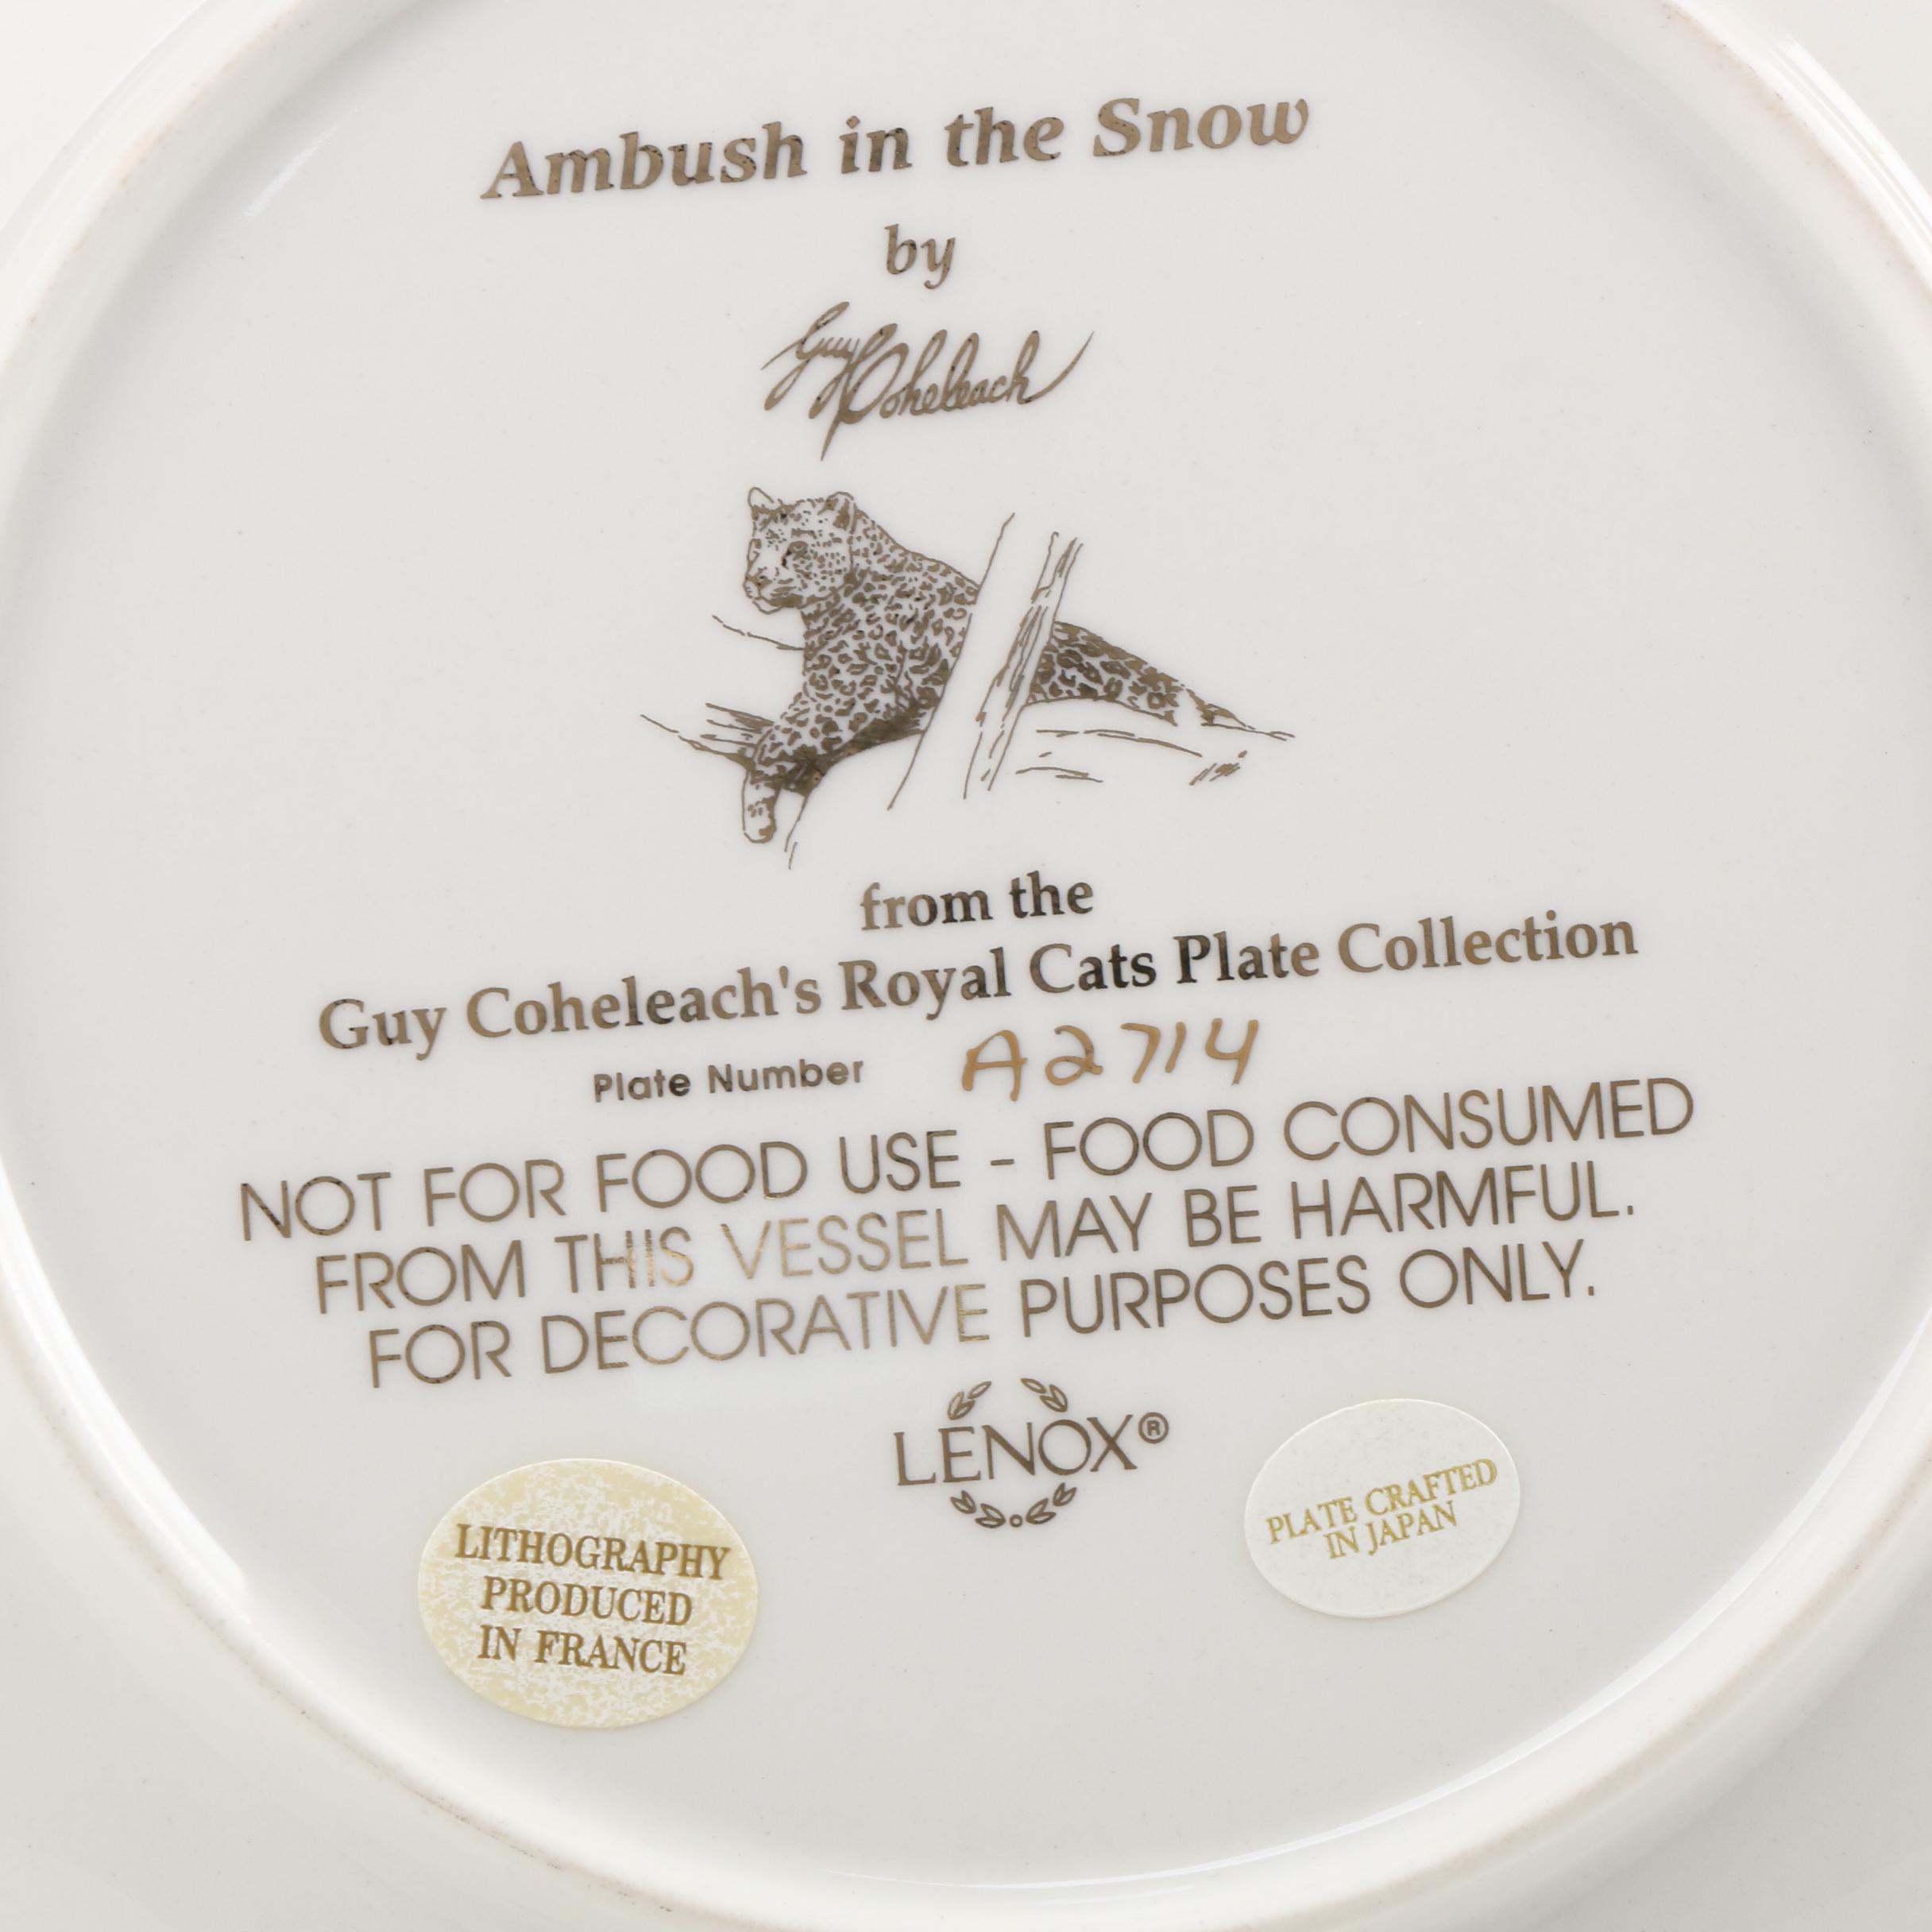 Ambush in the Snow
by
Guy Coheleach
from the
Guy Coheleach's Royal Cats Plate Collection
Plate Number A2714
NOT FOR FOOD USE - FOOD CONSUMED
FROM THIS VESSEL MAY BE HARMFUL.
FOR DECORATIVE PURPOSES ONLY.
LENOX®
LITHOGRAPHY
PRODUCED
IN FRANCE
PLATE CRAFTED
IN JAPAN